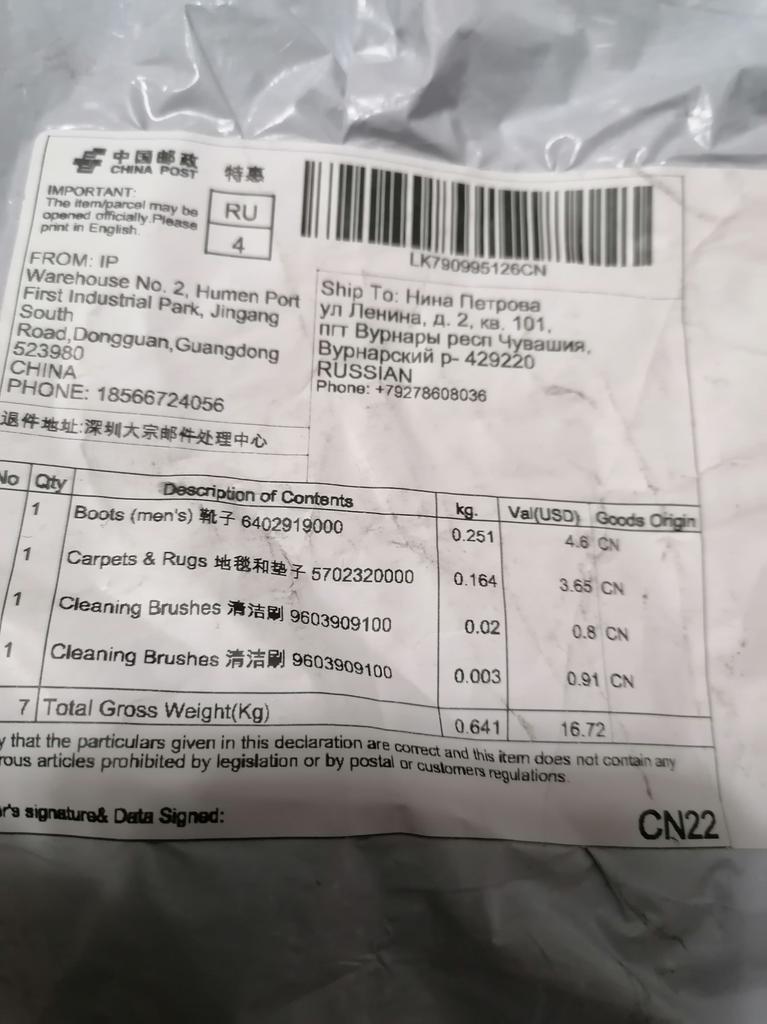 中国邮政
CHINA POST
特惠
IMPORTANT:
The item/parcel may be
opened officially.Please
print in English.
RU
4
LK790995126CN
FROM: IP
Warehouse No. 2, Humen Port
First Industrial Park, Jingang
South
Road,Dongguan,Guangdong
523980
CHINA
PHONE: 18566724056
退件地址:深圳大宗邮件处理中心
Ship To: Нина Петрова
ул Ленина, д. 2, кв. 101,
пгт Вурнары респ Чувашия,
Вурнарский р- 429220
RUSSIAN
Phone: +79278608036
No Qty Description of Contents kg. Val(USD) Goods Origin
1 Boots (men's) 靴子 6402919000 0.251 4.6 CN
1 Carpets & Rugs 地毯和垫子 5702320000 0.164 3.65 CN
1 Cleaning Brushes 清洁刷 9603909100 0.02 0.8 CN
1 Cleaning Brushes 清洁刷 9603909100 0.003 0.91 CN
7 Total Gross Weight(Kg) 0.641 16.72
that the particulars given in this declaration are correct and this item does not contain any
articles prohibited by legislation or by postal or customers regulations.
signature& Data Signed:
CN22